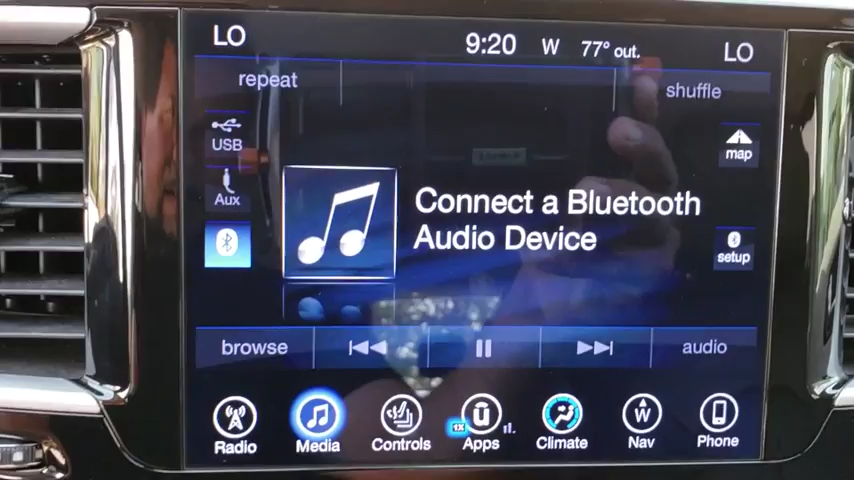 LO 9:20 W 77° out. LO
repeat shuffle
USB
map
Aux
Connect a Bluetooth
Audio Device
setup
browse audio
1X
Radio Media Controls Apps Climate Nav Phone
W